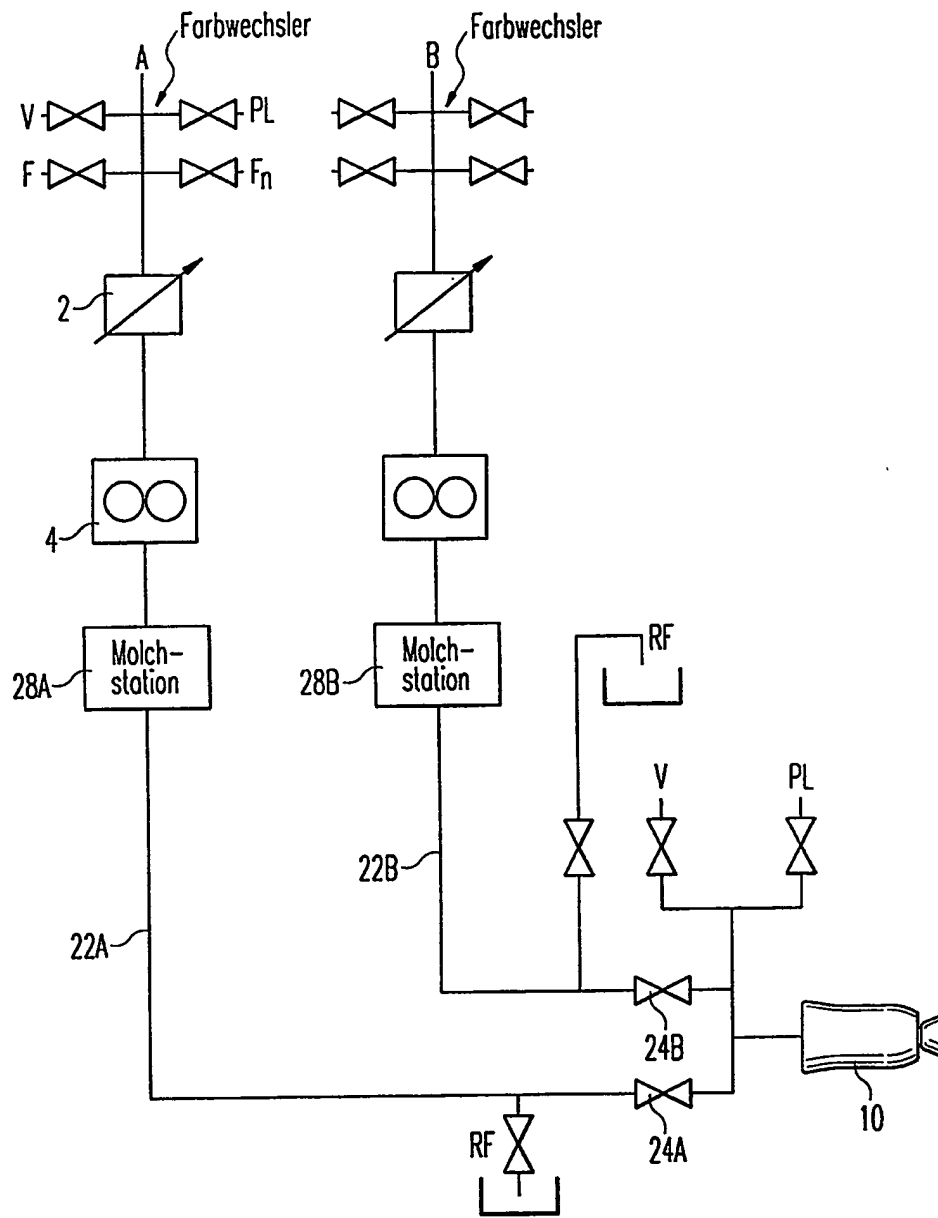 Farbwechsler
Farbwechsler
A
B
V
PL
F
Fn
2
4
Molch-
station
28A
Molch-
station
28B
RF
V
PL
22B
22A
24B
10
24A
RF